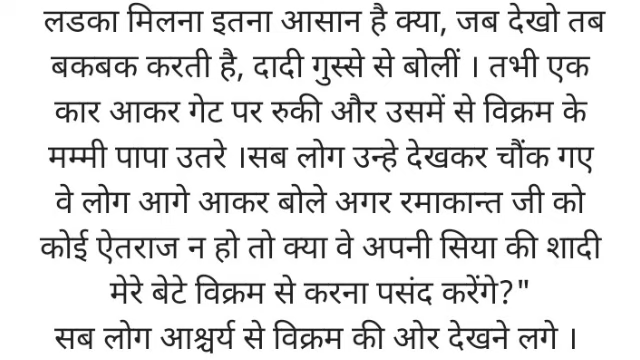 लडका मिलना इतना आसान है क्या, जब देखो तब
बकबक करती है, दादी गुस्से से बोलीं । तभी एक
कार आकर गेट पर रुकी और उसमें से विक्रम के
मम्मी पापा उतरे ।सब लोग उन्हे देखकर चौंक गए
वे लोग आगे आकर बोले अगर रमाकान्त जी को
कोई ऐतराज न हो तो क्या वे अपनी सिया की शादी
मेरे बेटे विक्रम से करना पसंद करेंगे?"
सब लोग आश्चर्य से विक्रम की ओर देखने लगे ।